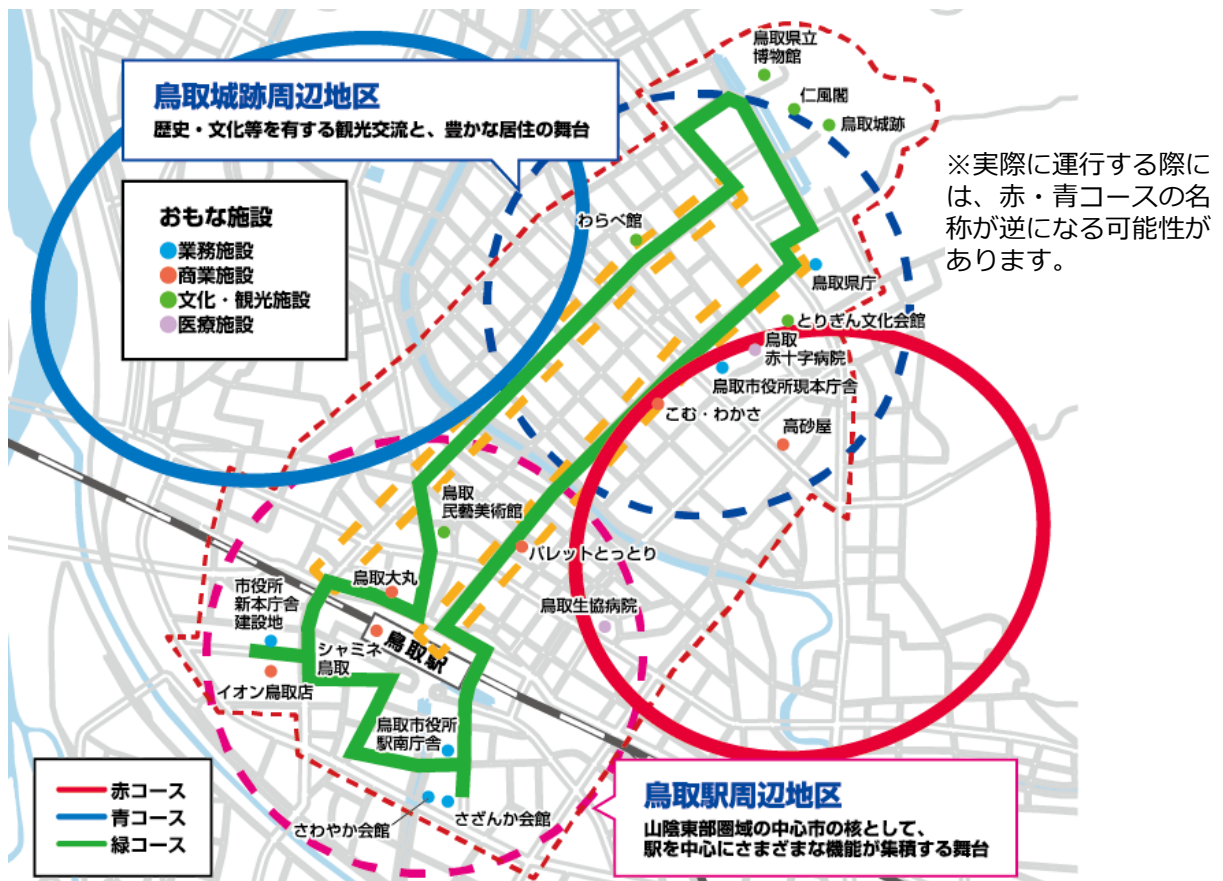 鳥取県立
博物館
仁風閣
鳥取城跡
鳥取城跡周辺地区
歴史・文化等を有する観光交流と、豊かな居住の舞台
※実際に運行する際に
は、赤・青コースの名
称が逆になる可能性が
あります。
おもな施設
業務施設
商業施設
文化・観光施設
医療施設
わらべ館
鳥取県庁
とりぎん文化会館
鳥取
赤十字病院
鳥取市役所現本庁舎
こむ・わかさ
高砂屋
鳥取
民藝美術館
パレットとっとり
鳥取大丸
市役所
新本庁舎
建設地
鳥取生協病院
シャミネ
鳥取
鳥取駅
イオン鳥取店
鳥取市役所
駅南庁舎
さわやか会館
さざんか会館
赤コース
青コース
緑コース
鳥取駅周辺地区
山陰東部圏域の中心市の核として、
駅を中心にさまざまな機能が集積する舞台